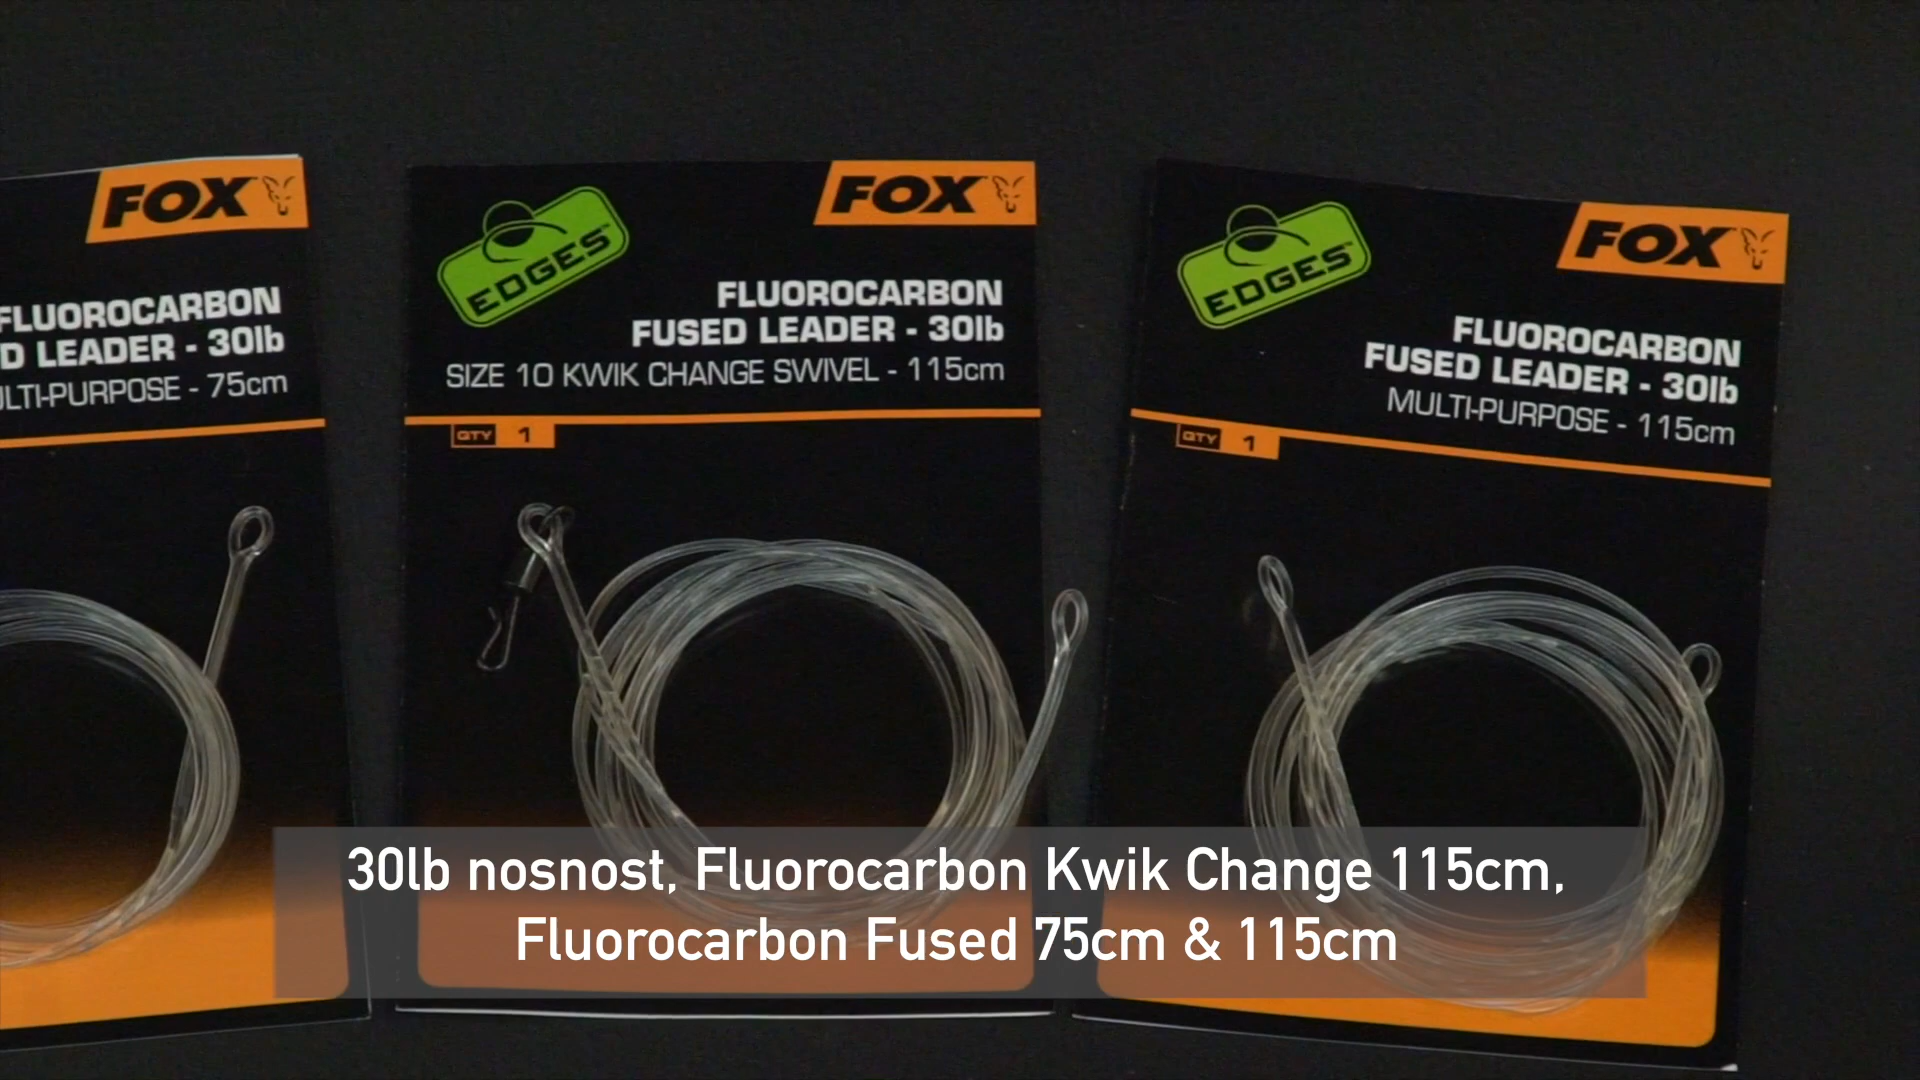 FOX
FLUOROCARBON
D LEADER - 30lb
LTI-PURPOSE - 75cm
FOX
EDGES
FLUOROCARBON
FUSED LEADER - 30lb
SIZE 10 KWIK CHANGE SWIVEL - 115cm
QTY 1
FOX
EDGES
FLUOROCARBON
FUSED LEADER - 30lb
MULTI-PURPOSE - 115cm
QTY 1
30lb nosnost, Fluorocarbon Kwik Change 115cm,
Fluorocarbon Fused 75cm & 115cm